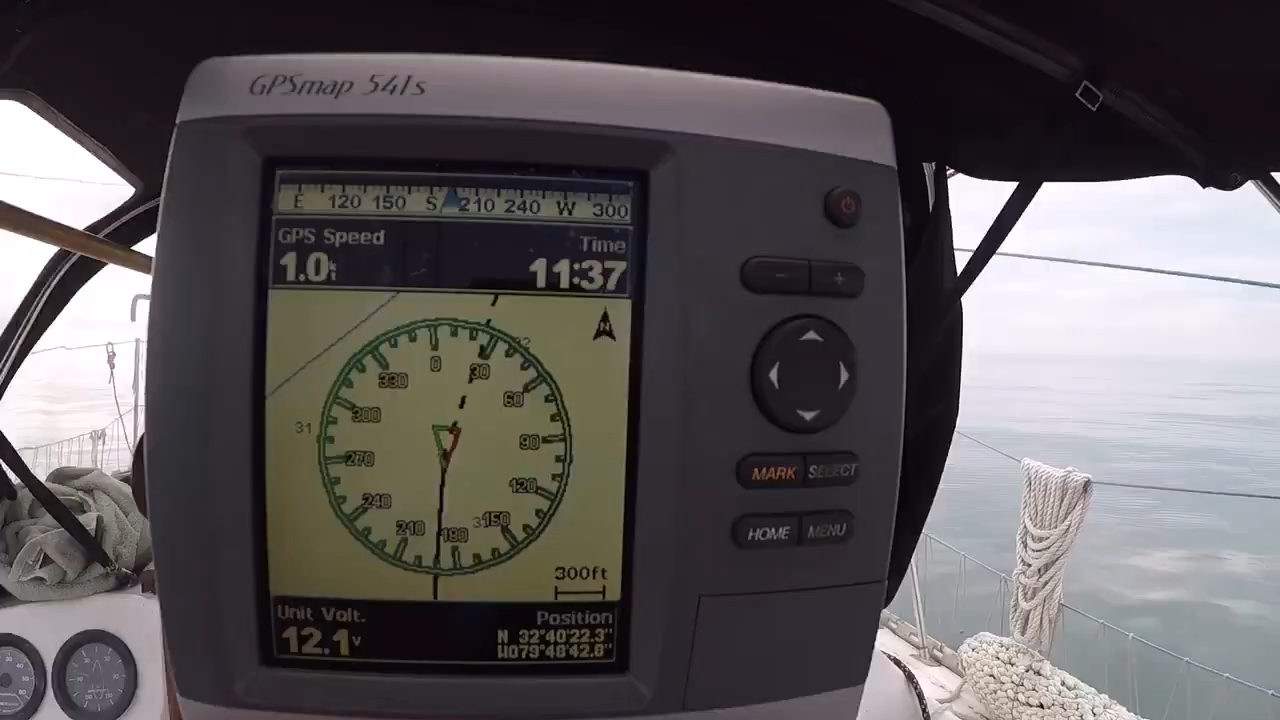 GPSmap 541s
E 120 150 S 210 240 W 300
GPS Speed Time
1.0kt 11:37
N
0
330 30
300 60
31
270 90
240 120
210 180 150
300ft
Unit Volt. Position
12.1v N 32°40'22.3"
W079°48'42.8"
- +
MARK SELECT
HOME MENU